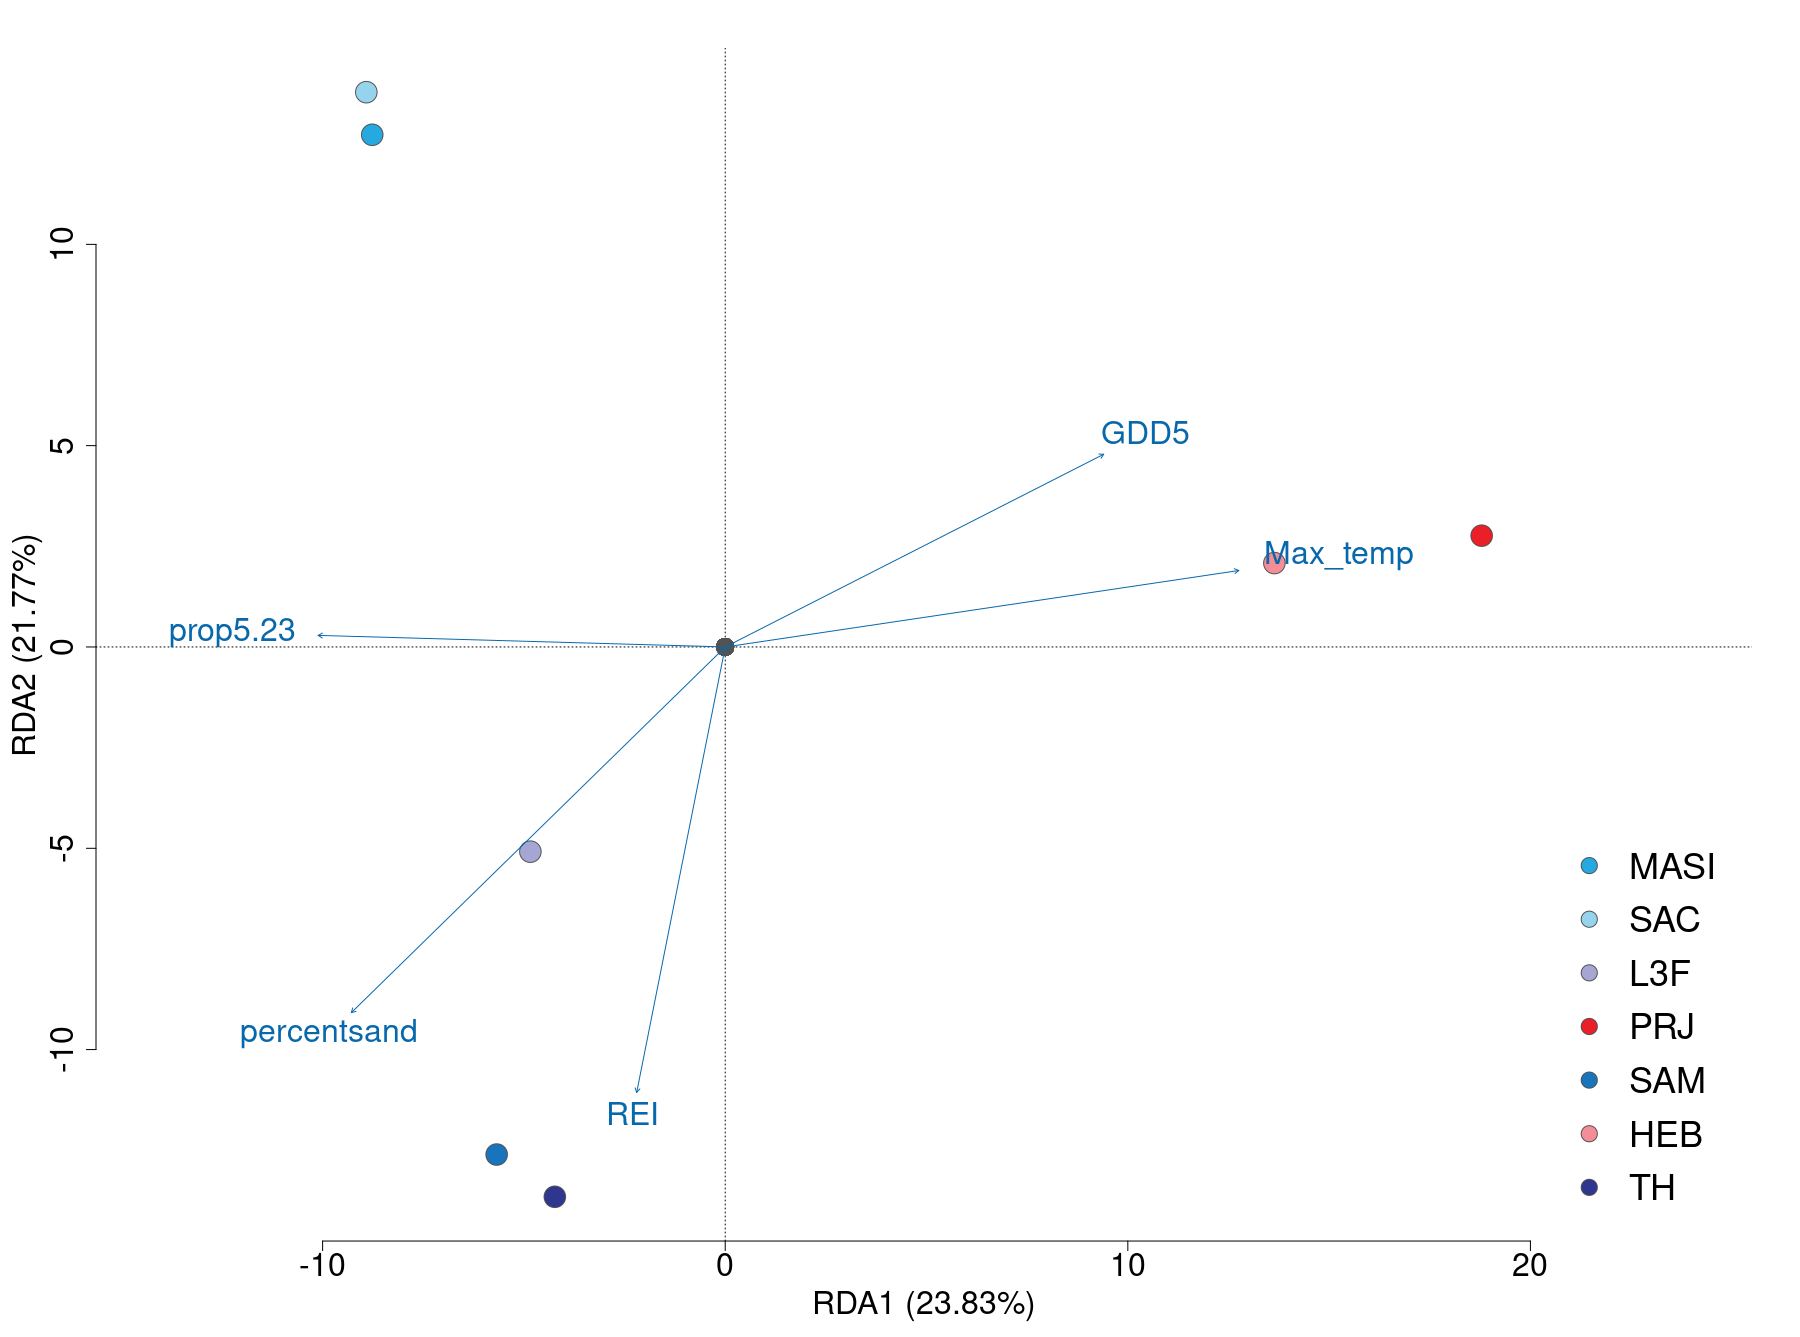 10
5
0
-5
-10
RDA2 (21.77%)
GDD5
Max_temp
prop5.23
percentsand
REI
MASI
SAC
L3F
PRJ
SAM
HEB
TH
-10
0
10
20
RDA1 (23.83%)